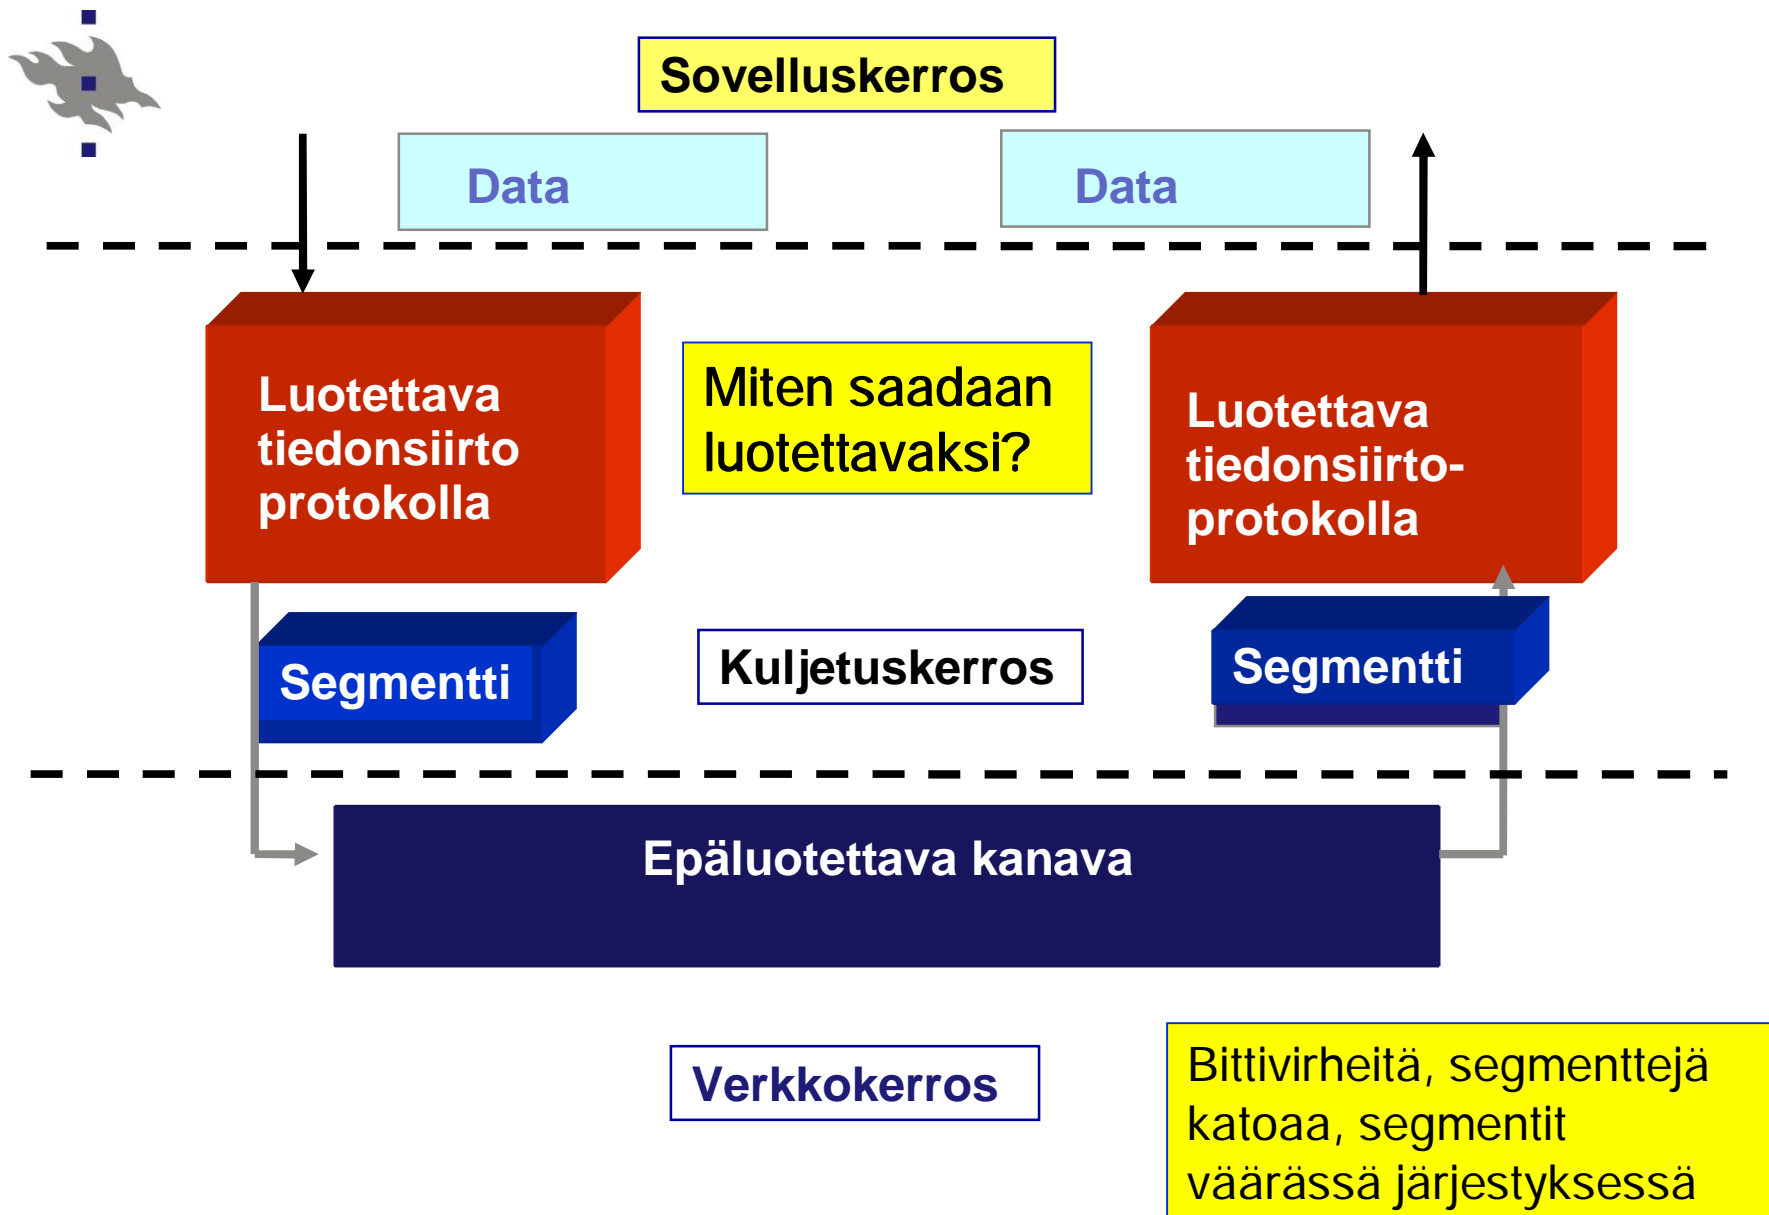 Sovelluskerros
Data
Data
Luotettava
tiedonsiirto
protokolla
Miten saadaan
luotettavaksi?
Luotettava
tiedonsiirto-
protokolla
Segmentti
Kuljetuskerros
Segmentti
Epäluotettava kanava
Verkkokerros
Bittivirheitä, segmenttejä
katoaa, segmentit
väärässä järjestyksessä